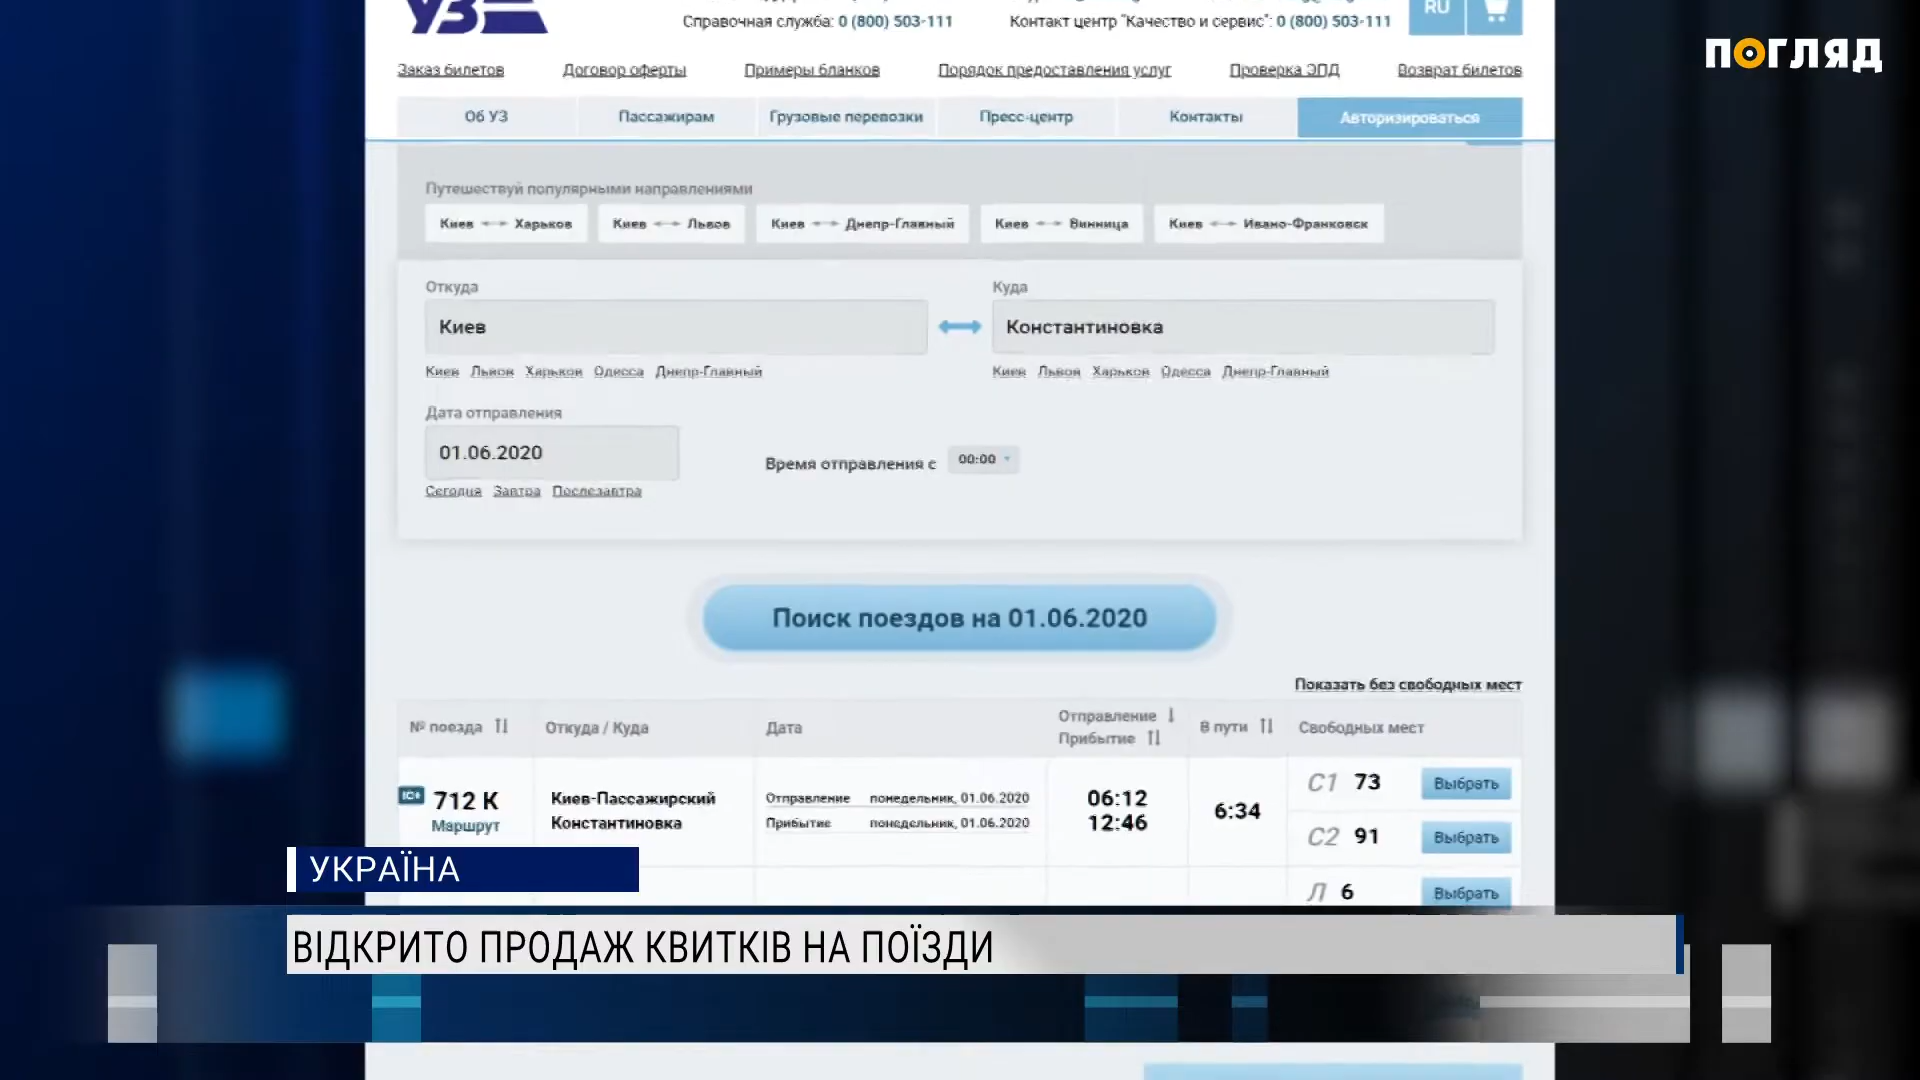 УЗ
Справочная служба: 0 (800) 503-111
Контакт центр "Качество и сервис": 0 (800) 503-111
RU
ПОГЛЯД
Заказ билетов
Договор оферты
Примеры бланков
Порядок предоставления услуг
Проверка ЭПД
Возврат билетов
Об УЗ
Пассажирам
Грузовые перевозки
Пресс-центр
Контакты
Авторизироваться
Путешествуй популярными направлениями
Киев Харьков
Киев Львов
Киев Днепр-Главный
Киев Винница
Киев Ивано-Франковск
Откуда
Куда
Киев
Константиновка
Киев Львов Харьков Одесса Днепр-Главный
Киев Львов Харьков Одесса Днепр-Главный
Дата отправления
01.06.2020
Время отправления с 00:00
Сегодня Завтра Послезавтра
Поиск поездов на 01.06.2020
Показать без свободных мест
№ поезда
Откуда / Куда
Дата
Отправление
Прибытие
В пути
Свободных мест
IC+
712 К
Маршрут
Киев-Пассажирский
Константиновка
Отправление понедельник, 01.06.2020
Прибытие понедельник, 01.06.2020
06:12
12:46
6:34
С1 73 Выбрать
С2 91 Выбрать
Л 6 Выбрать
УКРАЇНА
ВІДКРИТО ПРОДАЖ КВИТКІВ НА ПОЇЗДИ